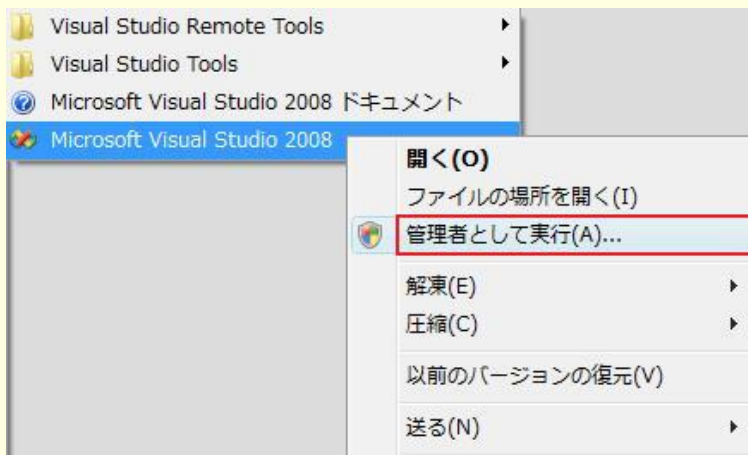 Visual Studio Remote Tools
Visual Studio Tools
Microsoft Visual Studio 2008 ドキュメント
Microsoft Visual Studio 2008
開く(O)
ファイルの場所を開く(I)
管理者として実行(A)...
解凍(E)
圧縮(C)
以前のバージョンの復元(V)
送る(N)